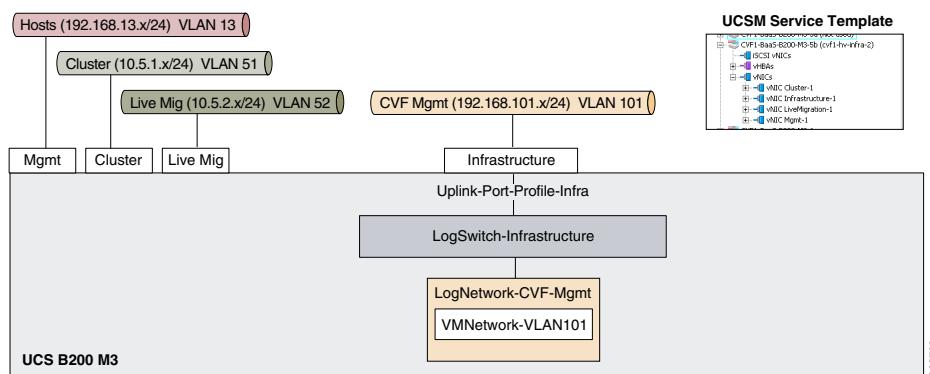 Hosts (192.168.13.x/24) VLAN 13
UCSM Service Template
CVF1-BaaS-B200-M3-5b (cvf1-hv-infra-2)
iSCSI vNICs
vHBAs
vNICs
vNIC Cluster-1
vNIC Infrastructure-1
vNIC LiveMigration-1
vNIC Mgmt-1
Cluster (10.5.1.x/24) VLAN 51
Live Mig (10.5.2.x/24) VLAN 52
CVF Mgmt (192.168.101.x/24) VLAN 101
Mgmt
Cluster
Live Mig
Infrastructure
Uplink-Port-Profile-Infra
LogSwitch-Infrastructure
LogNetwork-CVF-Mgmt
VMNetwork-VLAN101
UCS B200 M3